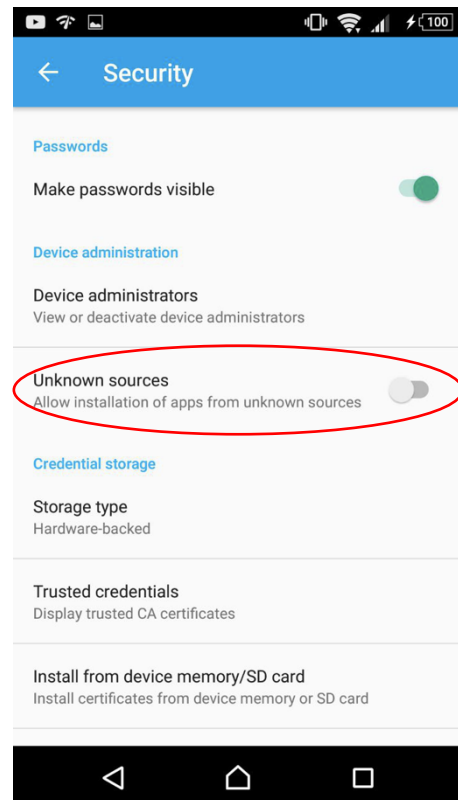 100
Security
Passwords
Make passwords visible
Device administration
Device administrators
View or deactivate device administrators
Unknown sources
Allow installation of apps from unknown sources
Credential storage
Storage type
Hardware-backed
Trusted credentials
Display trusted CA certificates
Install from device memory/SD card
Install certificates from device memory or SD card